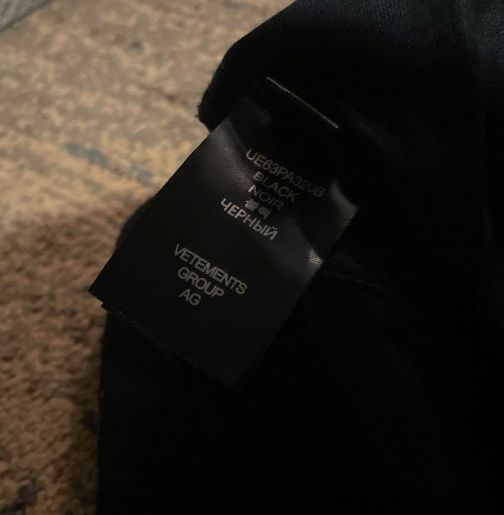 UE63PA320B
BLACK
NOIR
ЧЕРНЫЙ
VETEMENTS
GROUP
AG